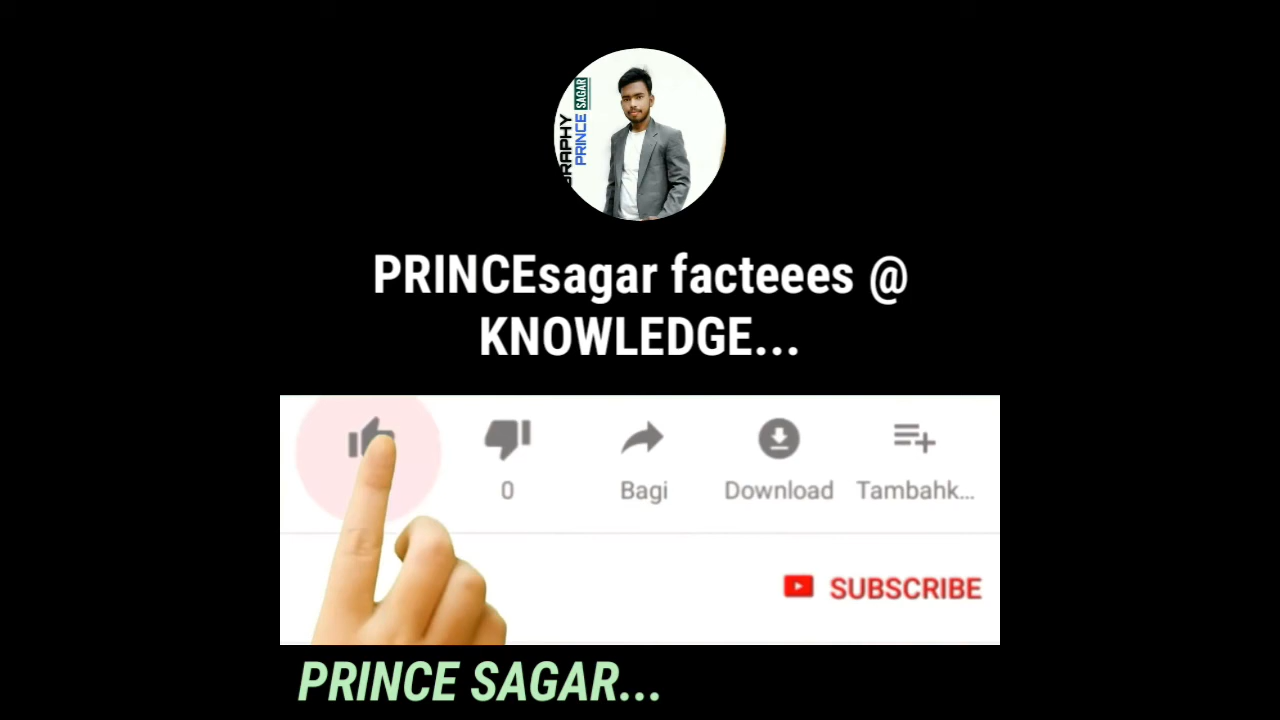 PRINCE SAGAR
PRINCEsagar facteees @
KNOWLEDGE...
0
Bagi
Download
Tambahk...
SUBSCRIBE
PRINCE SAGAR...